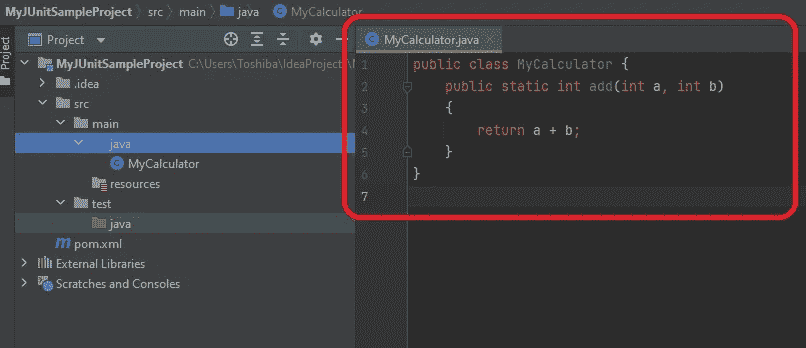 MyJUnitSampleProject 〉 src 〉 main 〉 java 〉 MyCalculator
Project
Project
MyJUnitSampleProject C:\Users\Toshiba\IdeaProject
.idea
src
main
java
MyCalculator
resources
test
java
pom.xml
External Libraries
Scratches and Consoles
MyCalculator.java
1 public class MyCalculator {
2 public static int add(int a, int b)
3 {
4 return a + b;
5 }
6 }
7